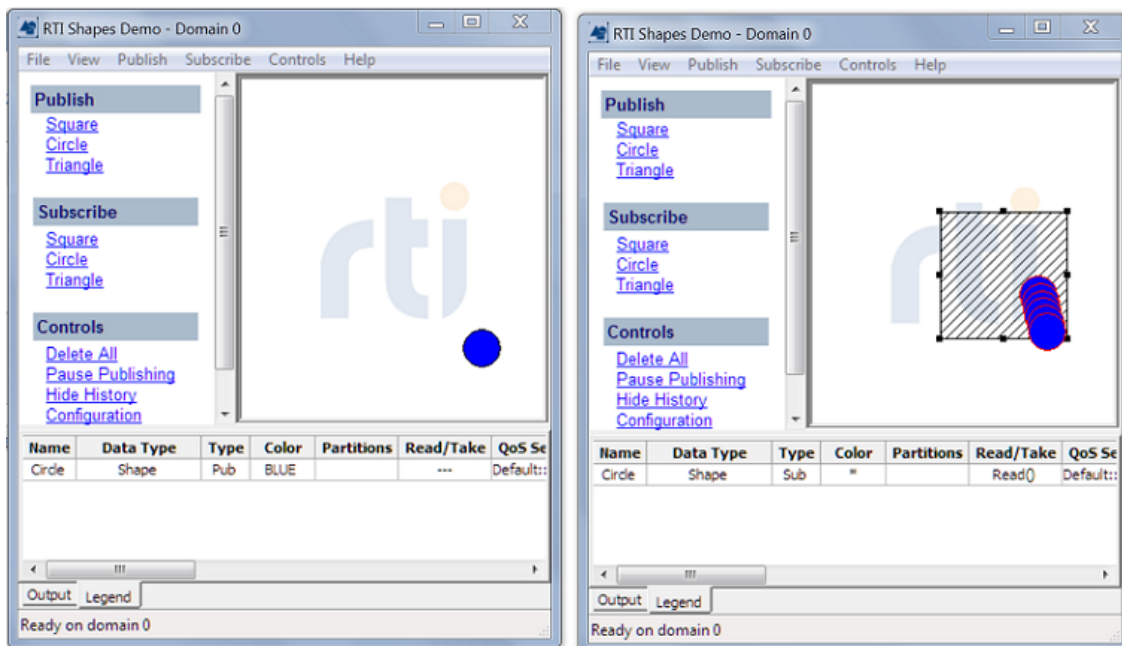 RTI Shapes Demo - Domain 0
File View Publish Subscribe Controls Help
Publish
Square
Circle
Triangle
Subscribe
Square
Circle
Triangle
Controls
Delete All
Pause Publishing
Hide History
Configuration
rti
Name Data Type Type Color Partitions Read/Take QoS Se
Circle Shape Pub BLUE --- Default::
Output Legend
Ready on domain 0
RTI Shapes Demo - Domain 0
File View Publish Subscribe Controls Help
Publish
Square
Circle
Triangle
Subscribe
Square
Circle
Triangle
Controls
Delete All
Pause Publishing
Hide History
Configuration
rti
Name Data Type Type Color Partitions Read/Take QoS Se
Circle Shape Sub * Read() Default::
Output Legend
Ready on domain 0